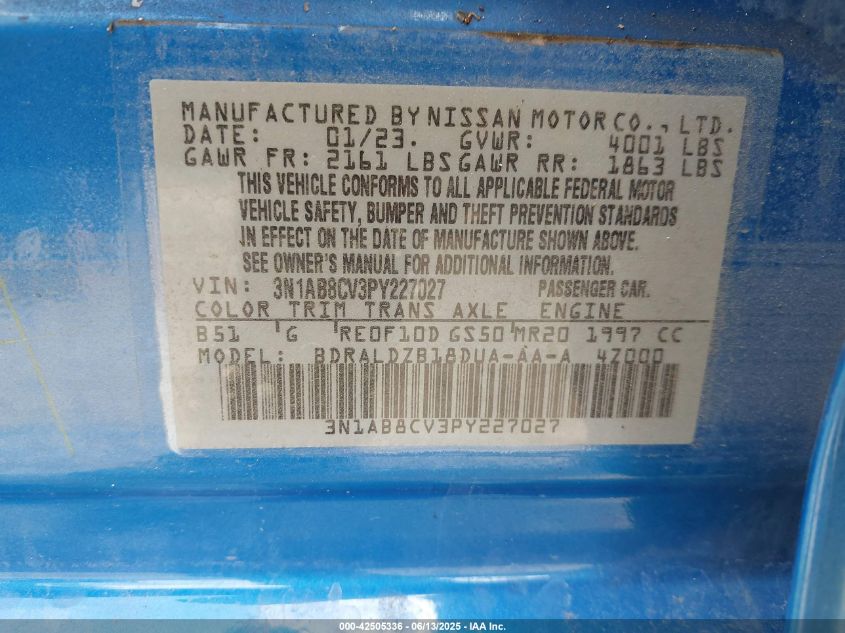 MANUFACTURED BY NISSAN MOTOR CO., LTD.
DATE: 01/23. GVWR: 4001 LBS
GAWR FR: 2161 LBS GAWR RR: 1863 LBS
THIS VEHICLE CONFORMS TO ALL APPLICABLE FEDERAL MOTOR
VEHICLE SAFETY, BUMPER AND THEFT PREVENTION STANDARDS
IN EFFECT ON THE DATE OF MANUFACTURE SHOWN ABOVE.
SEE OWNER'S MANUAL FOR ADDITIONAL INFORMATION.
VIN: 3N1AB8CV3PY227027 PASSENGER CAR.
COLOR TRIM TRANS AXLE ENGINE
B51 'G 'RE0F10D GS50'MR20 1997 CC
MODEL: BDRALDZB18DUA-AA-A 4Z000
3N1AB8CV3PY227027
000-42505336 - 06/13/2025 - IAA Inc.